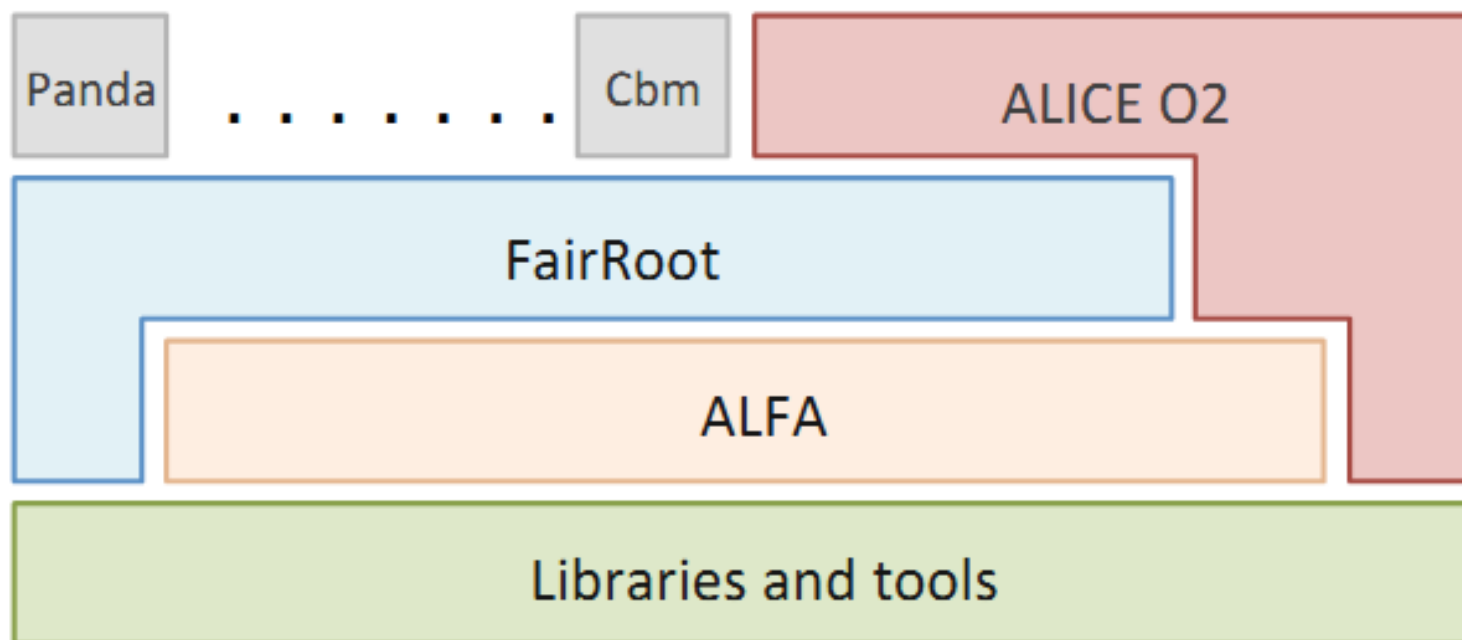 Panda . . . . . . . Cbm ALICE O2
FairRoot
ALFA
Libraries and tools